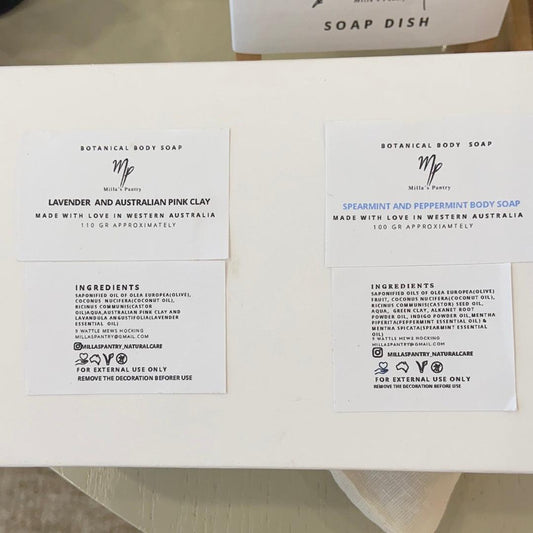 Milla's Pantry
SOAP DISH
BOTANICAL BODY SOAP
Mp
Milla's Pantry
LAVENDER AND AUSTRALIAN PINK CLAY
MADE WITH LOVE IN WESTERN AUSTRALIA
110 GR APPROXIMATELY
INGREDIENTS
SAPONIFIED OILS OF OLEA EUROPEA(OLIVE),
COCONUS NUCIFERA(COCONUT OIL),
RICINUS COMMUNIS(CASTOR
OIL)AQUA,AUSTRALIAN PINK CLAY AND
LAVANDULA ANGUSTIFOLIA(LAVENDER
ESSENTIAL OIL)
9 WATTLE MEWS HOCKING
MILLASPANTRY@GMAIL.COM
@MILLASPANTRY_NATURALCARE
FOR EXTERNAL USE ONLY
REMOVE THE DECORATION BEFORER USE
BOTANICAL BODY SOAP
Mp
Milla's Pantry
SPEARMINT AND PEPPERMINT BODY SOAP
MADE WITH LOVE IN WESTERN AUSTRALIA
100 GR APPROXIAMTELY
INGREDIENTS
SAPONIFIED OILS OF OLEA EUROPEA(OLIVE)
FRUIT, COCONUS NUCIFERA(COCONUT OIL),
RICINUS COMMUNIS(CASTOR) SEED OIL,
AQUA, GREEN CLAY, ALKANET ROOT
POWDER OIL, INDIGO POWDER OIL,MENTHA
PIPERITA(PEPPERMINT ESSENTIAL OIL) &
MENTHA SPICATA(SPEARMINT ESSENTIAL
OIL)
9 WATTLE MEWZ HOCKING
MILLASPANTRY@GMAIL.COM
MILLASPANTRY_NATURALCARE
FOR EXTERNAL USE ONLY
REMOVE THE DECORATION BEFORE USE